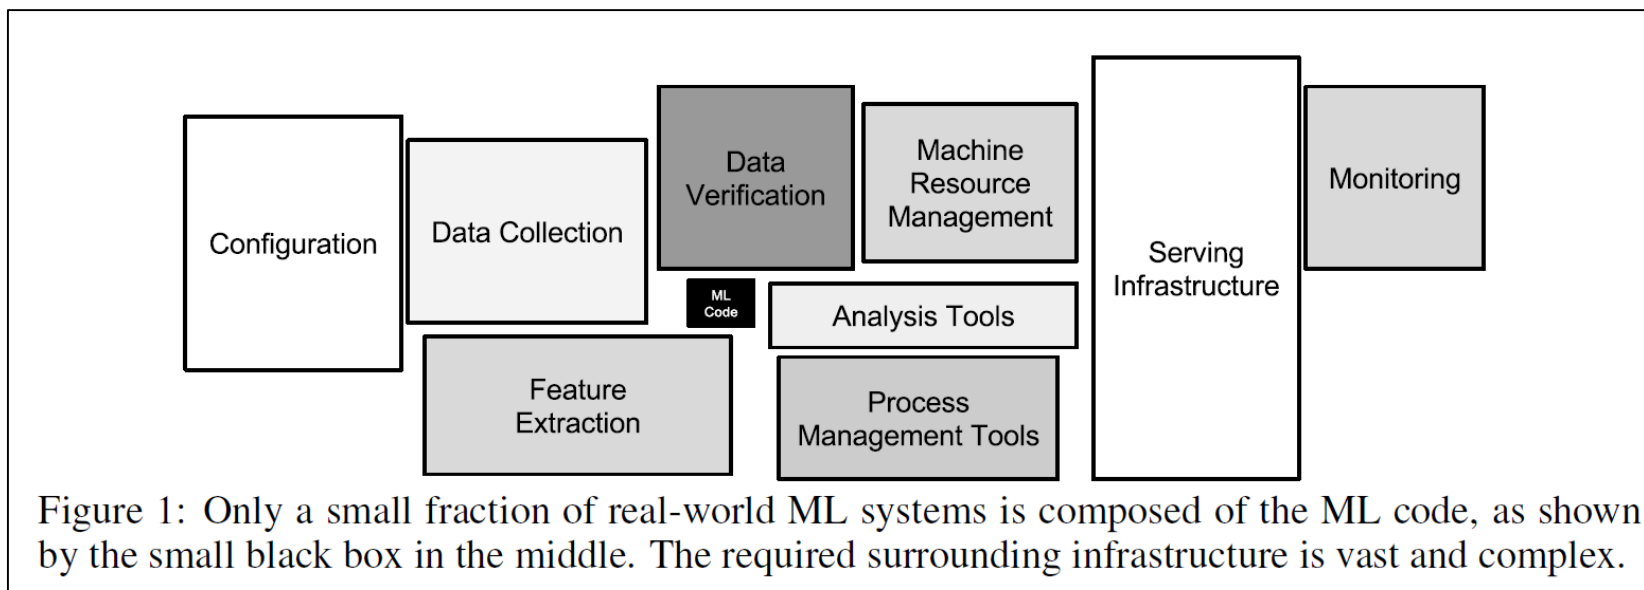 Configuration
Data Collection
Data
Verification
Machine
Resource
Management
Serving
Infrastructure
Monitoring
ML
Code
Analysis Tools
Feature
Extraction
Process
Management Tools
Figure 1: Only a small fraction of real-world ML systems is composed of the ML code, as shown
by the small black box in the middle. The required surrounding infrastructure is vast and complex.